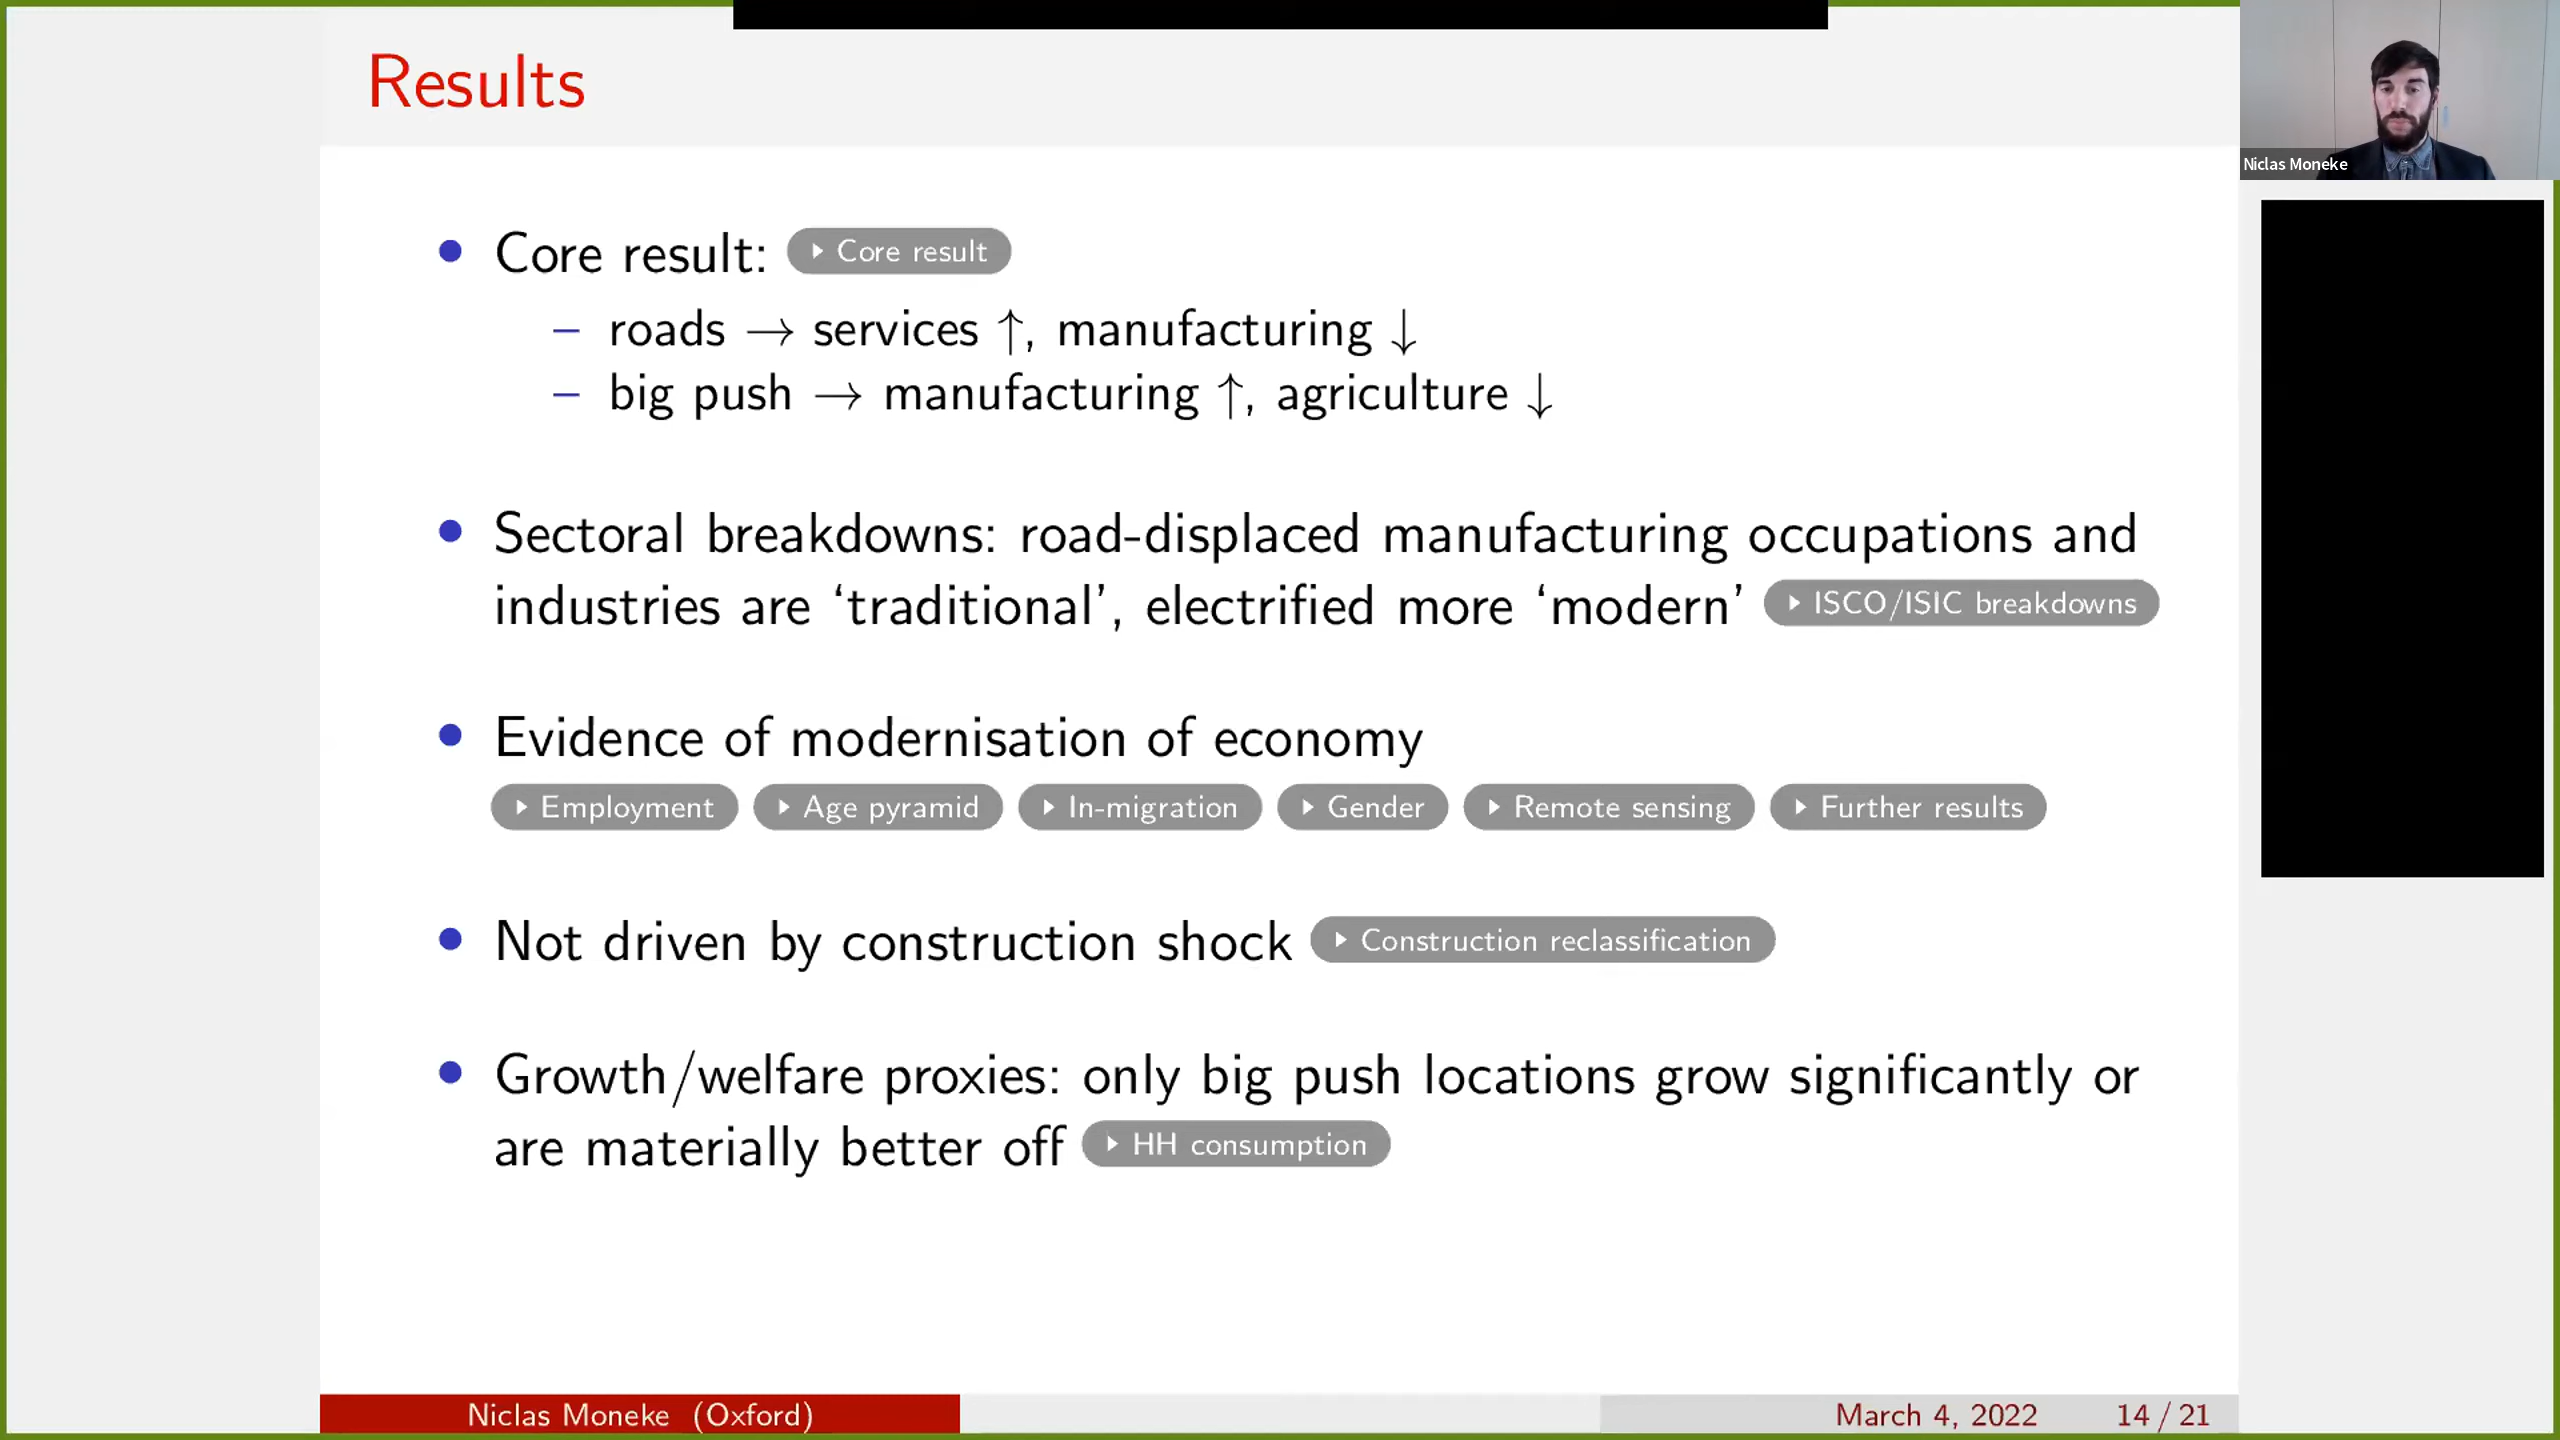 Results
Niclas Moneke
• Core result: ▸ Core result
– roads → services ↑, manufacturing ↓
– big push → manufacturing ↑, agriculture ↓
• Sectoral breakdowns: road-displaced manufacturing occupations and
industries are ‘traditional’, electrified more ‘modern’ ▸ ISCO/ISIC breakdowns
• Evidence of modernisation of economy
▸ Employment ▸ Age pyramid ▸ In-migration ▸ Gender ▸ Remote sensing ▸ Further results
• Not driven by construction shock ▸ Construction reclassification
• Growth/welfare proxies: only big push locations grow significantly or
are materially better off ▸ HH consumption
Niclas Moneke (Oxford) March 4, 2022 14 / 21